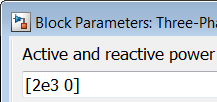 Block Parameters: Three-Pha
Active and reactive power
[2e3 0]